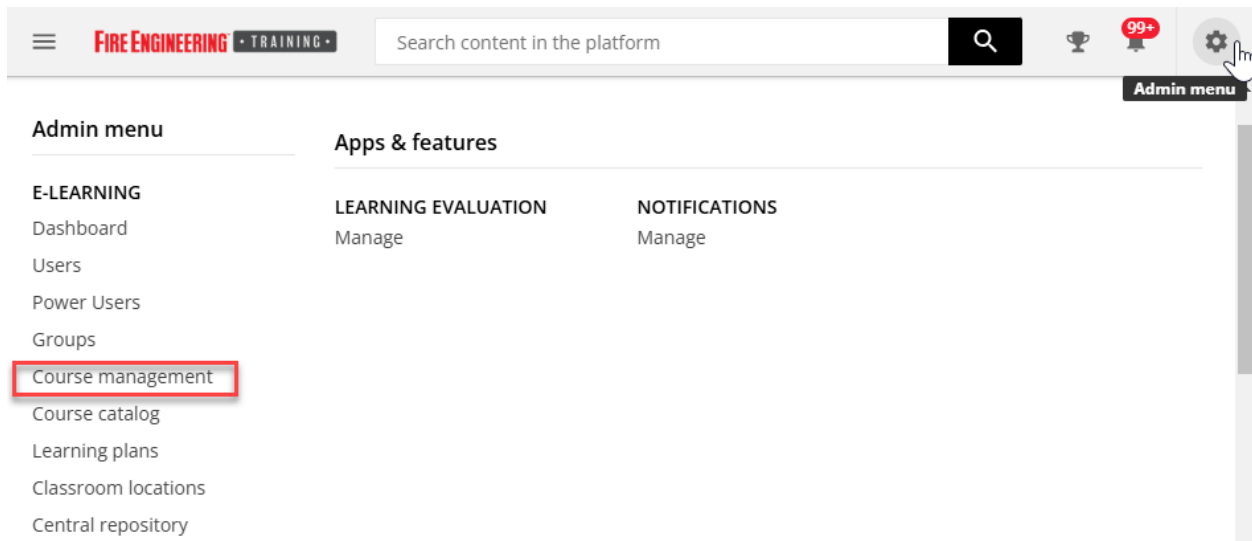 FIRE ENGINEERING • TRAINING •
Search content in the platform
99+
Admin menu
Admin menu
E-LEARNING
Dashboard
Users
Power Users
Groups
Course management
Course catalog
Learning plans
Classroom locations
Central repository
Apps & features
LEARNING EVALUATION
Manage
NOTIFICATIONS
Manage